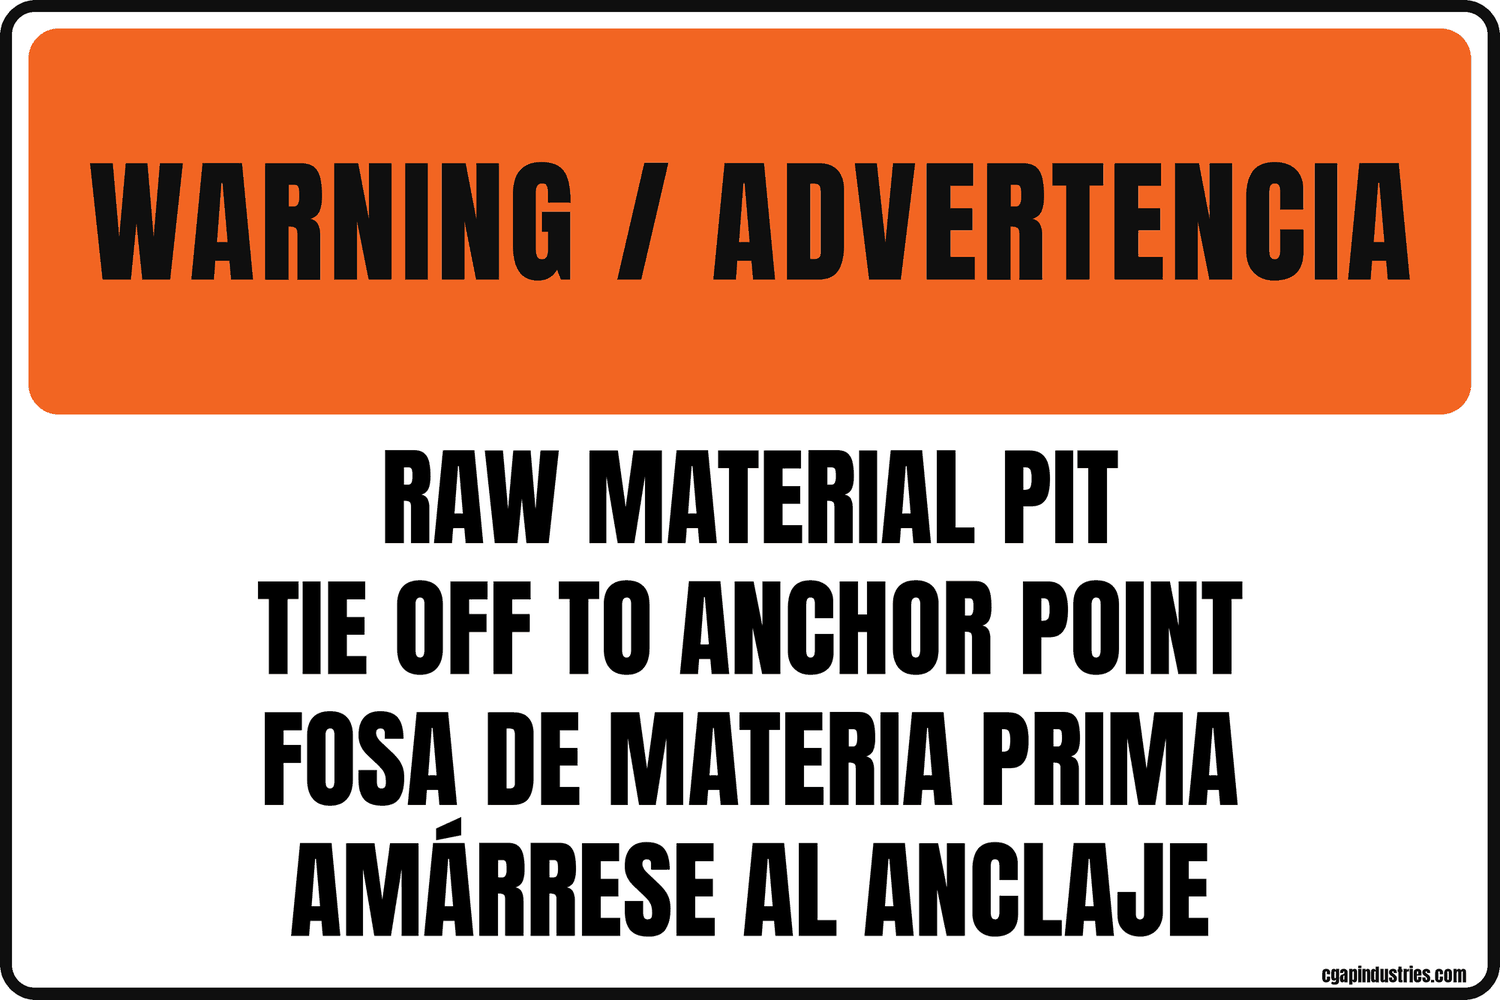 WARNING / ADVERTENCIA
RAW MATERIAL PIT
TIE OFF TO ANCHOR POINT
FOSA DE MATERIA PRIMA
AMÁRRESE AL ANCLAJE
cgapindustries.com